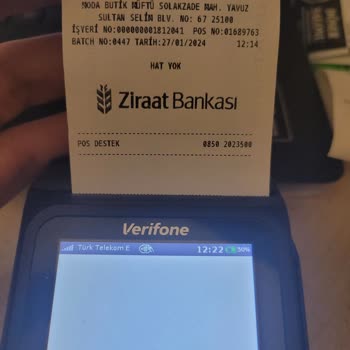 MODA BUTİK MÜFTÜ SOLAKZADE MAH. YAVUZ
SULTAN SELİM BLV. NO: 67 25100
İŞYERİ NO:000000001812041 POS NO:01689763
BATCH NO:0447 TARİH:27/01/2024 12:14
HAT YOK
Ziraat Bankası
POS DESTEK 0850 2023500
Verifone
Türk Telekom E 12:22 50%